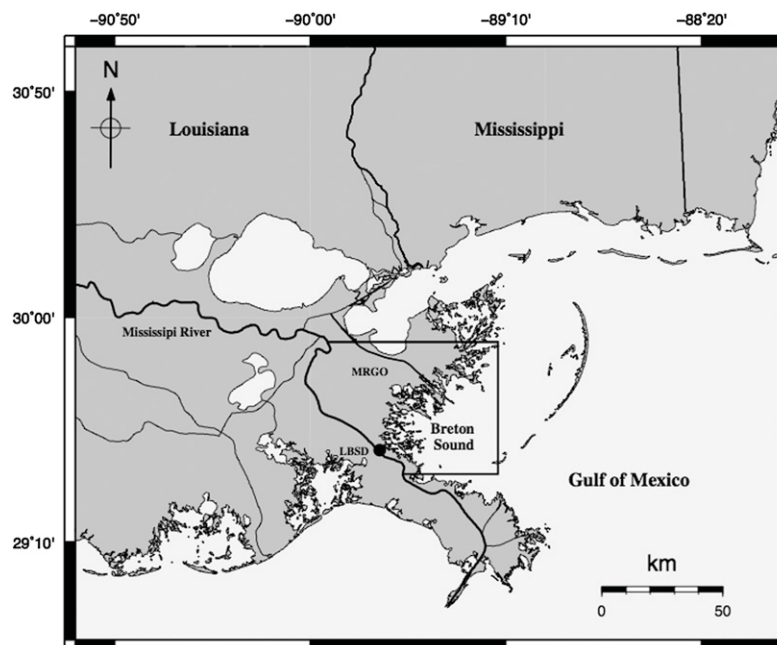 −90˚50'
−90˚00'
−89˚10'
−88˚20'
30˚50'
N
Louisiana
Mississippi
30˚00'
Mississipi River
MRGO
Breton
Sound
LBSD
Gulf of Mexico
29˚10'
km
0
50